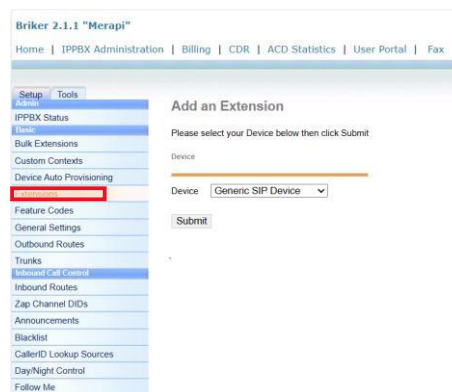 Briker 2.1.1 "Merapi"
Home | IPPBX Administration | Billing | CDR | ACD Statistics | User Portal | Fax
Setup Tools
Admin
IPPBX Status
Basic
Bulk Extensions
Custom Contexts
Device Auto Provisioning
Extensions
Feature Codes
General Settings
Outbound Routes
Trunks
Inbound Call Control
Inbound Routes
Zap Channel DIDs
Announcements
Blacklist
CallerID Lookup Sources
Day/Night Control
Follow Me
Add an Extension
Please select your Device below then click Submit
Device
Device Generic SIP Device
Submit